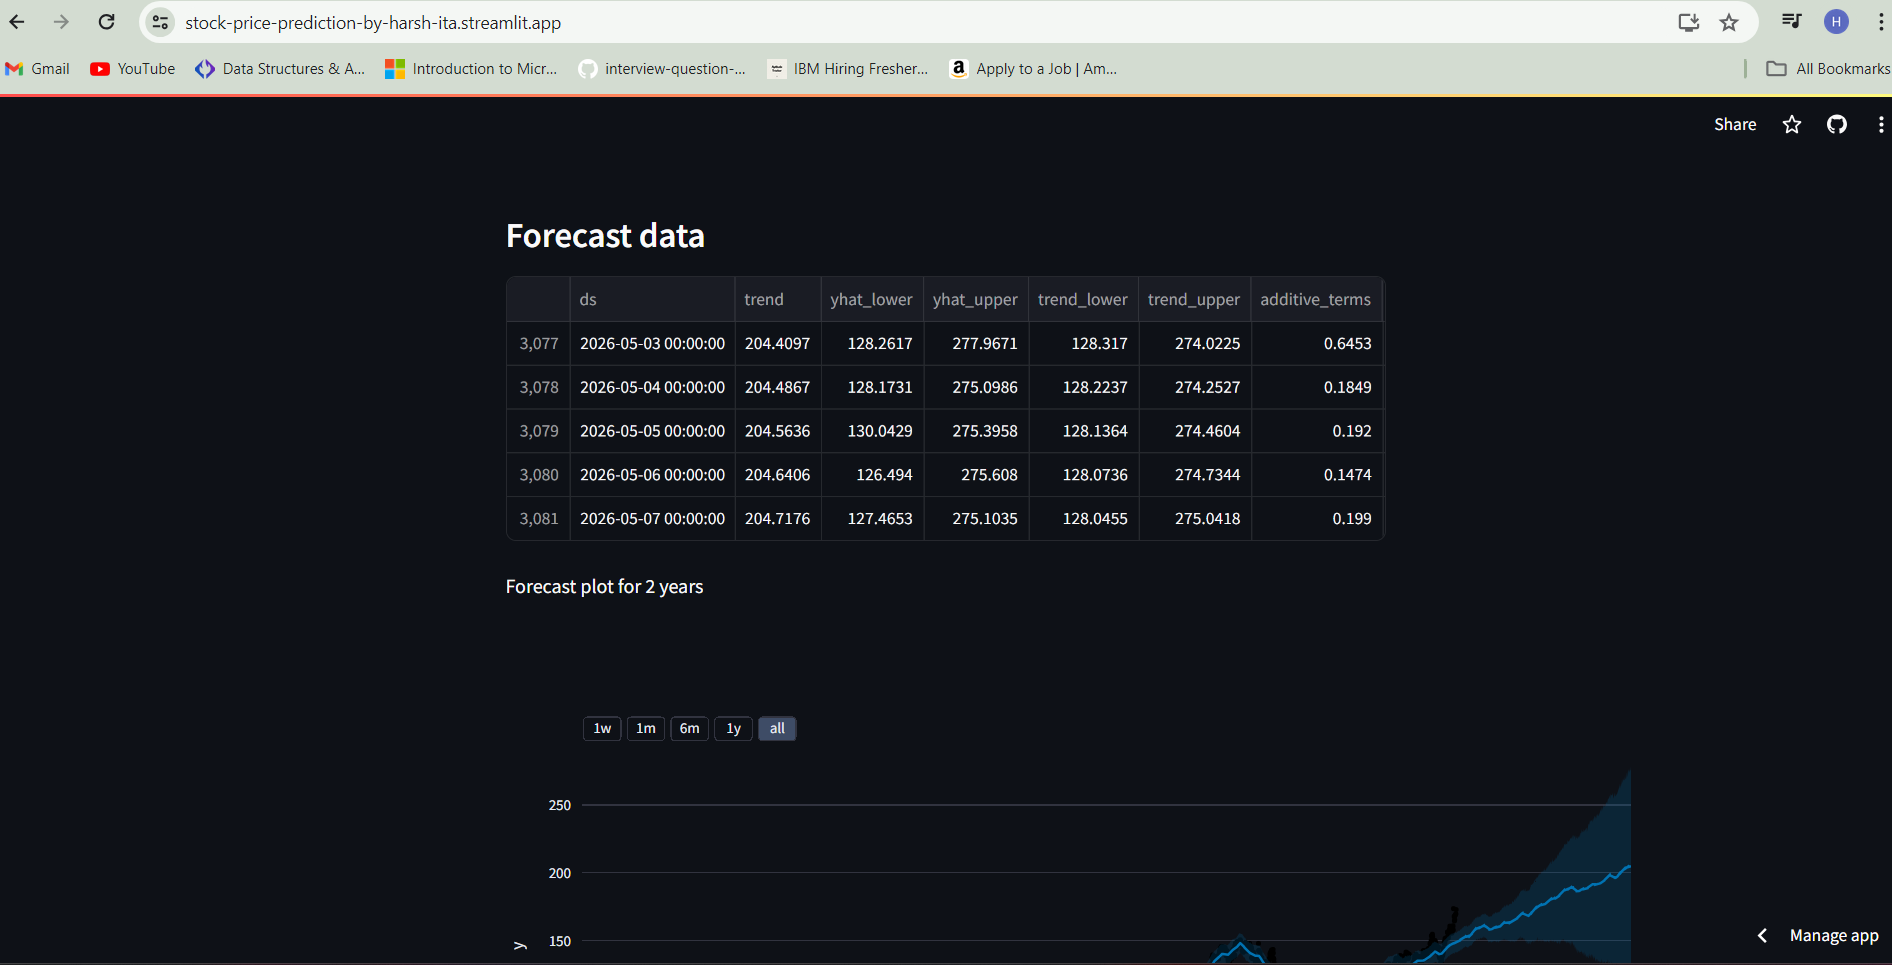 stock-price-prediction-by-harsh-ita.streamlit.app
H
Gmail YouTube Data Structures & A... Introduction to Micr... interview-question-... IBM Hiring Fresher... a Apply to a Job | Am... All Bookmarks
Share
Forecast data
ds trend yhat_lower yhat_upper trend_lower trend_upper additive_terms
3,077 2026-05-03 00:00:00 204.4097 128.2617 277.9671 128.317 274.0225 0.6453
3,078 2026-05-04 00:00:00 204.4867 128.1731 275.0986 128.2237 274.2527 0.1849
3,079 2026-05-05 00:00:00 204.5636 130.0429 275.3958 128.1364 274.4604 0.192
3,080 2026-05-06 00:00:00 204.6406 126.494 275.608 128.0736 274.7344 0.1474
3,081 2026-05-07 00:00:00 204.7176 127.4653 275.1035 128.0455 275.0418 0.199
Forecast plot for 2 years
1w 1m 6m 1y all
250
200
150
y
Manage app